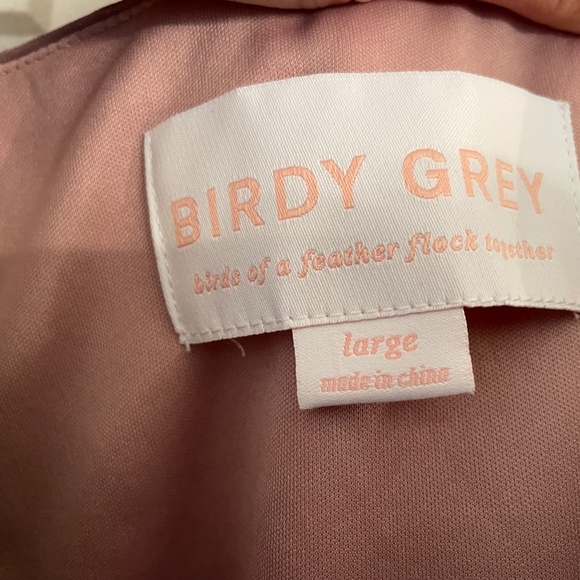 BIRDY GREY
birds of a feather flock together
large
made in china